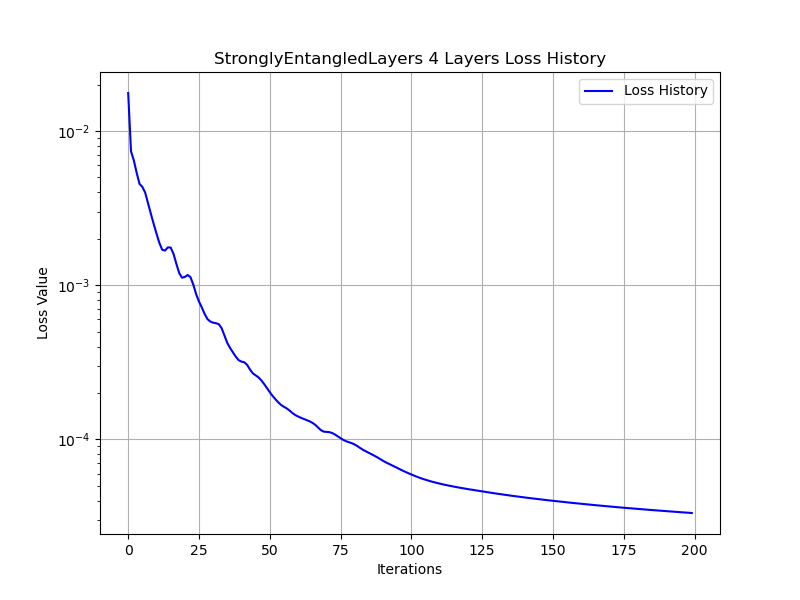 StronglyEntangledLayers 4 Layers Loss History
Loss History
10⁻²
10⁻³
10⁻⁴
Loss Value
0 25 50 75 100 125 150 175 200
Iterations